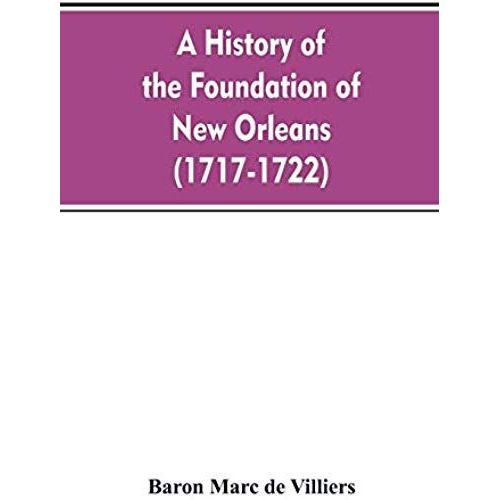 A History of
the Foundation of
New Orleans
(1717-1722)
Baron Marc de Villiers